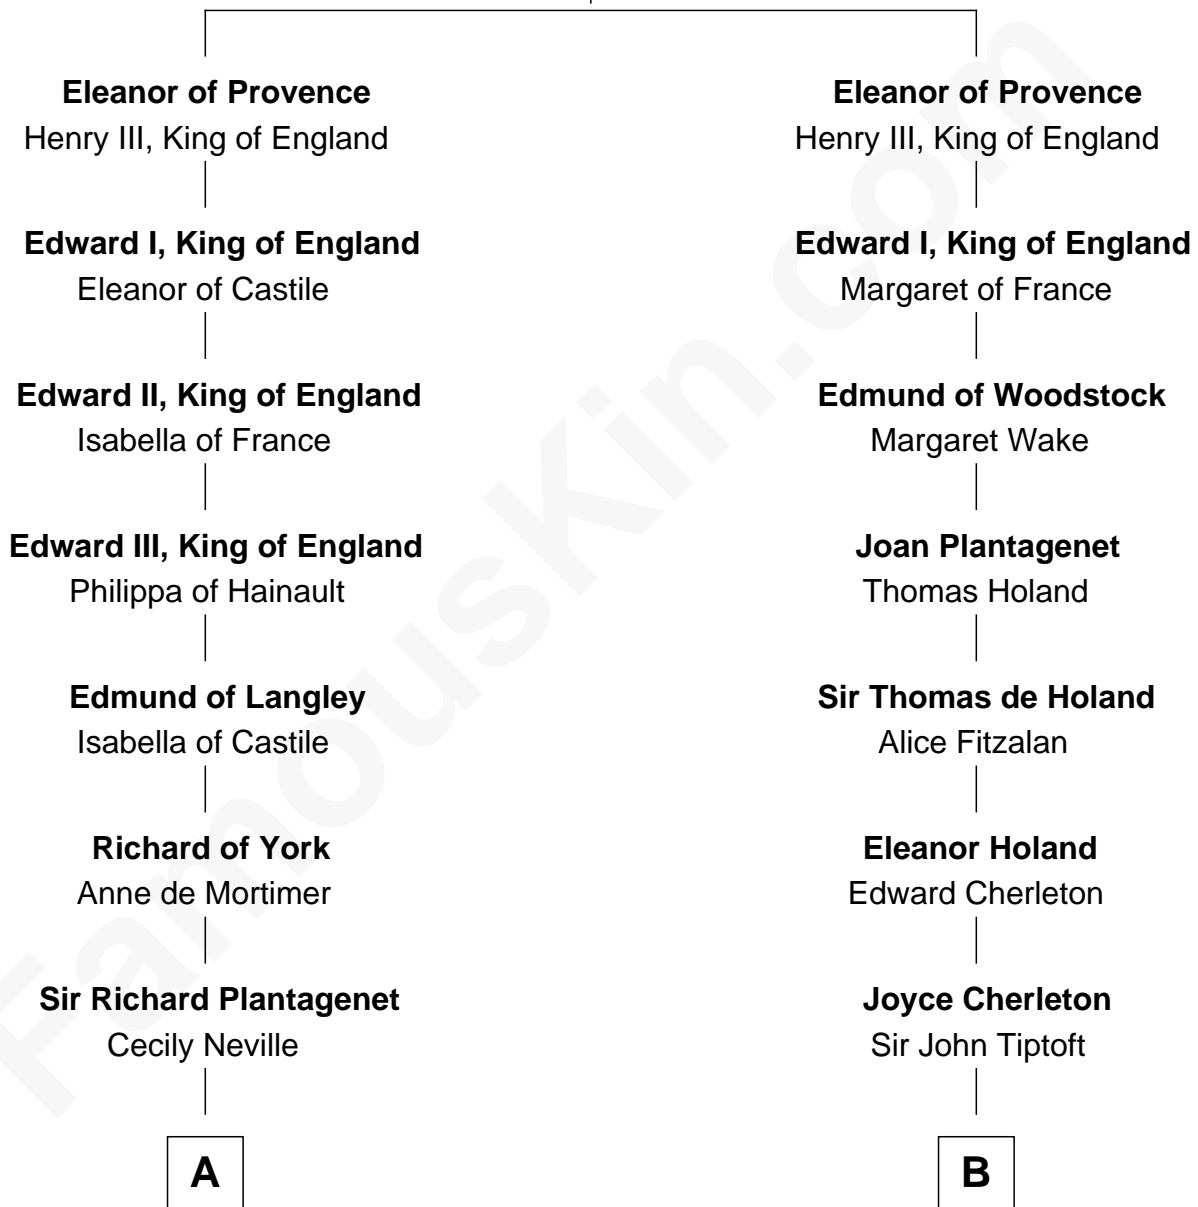 Eleanor of Provence
Henry III, King of England
Edward I, King of England
Eleanor of Castile
Edward II, King of England
Isabella of France
Edward III, King of England
Philippa of Hainault
Edmund of Langley
Isabella of Castile
Richard of York
Anne de Mortimer
Sir Richard Plantagenet
Cecily Neville
A
Eleanor of Provence
Henry III, King of England
Edward I, King of England
Margaret of France
Edmund of Woodstock
Margaret Wake
Joan Plantagenet
Thomas Holand
Sir Thomas de Holand
Alice Fitzalan
Eleanor Holand
Edward Cherleton
Joyce Cherleton
Sir John Tiptoft
B
FamousKin.com